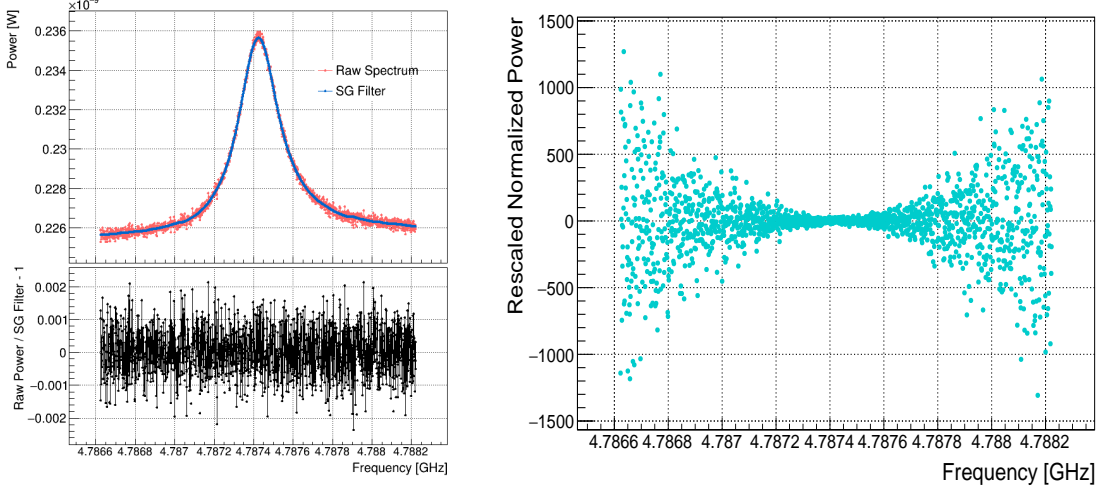 ×10⁻⁹
Power [W]
0.236
0.234
0.232
0.23
0.228
0.226
Raw Spectrum
SG Filter
Raw Power / SG Filter - 1
0.002
0.001
0
−0.001
−0.002
4.7866 4.7868 4.787 4.7872 4.7874 4.7876 4.7878 4.788 4.7882
Frequency [GHz]
Rescaled Normalized Power
1500
1000
500
0
−500
−1000
−1500
4.7866 4.7868 4.787 4.7872 4.7874 4.7876 4.7878 4.788 4.7882
Frequency [GHz]